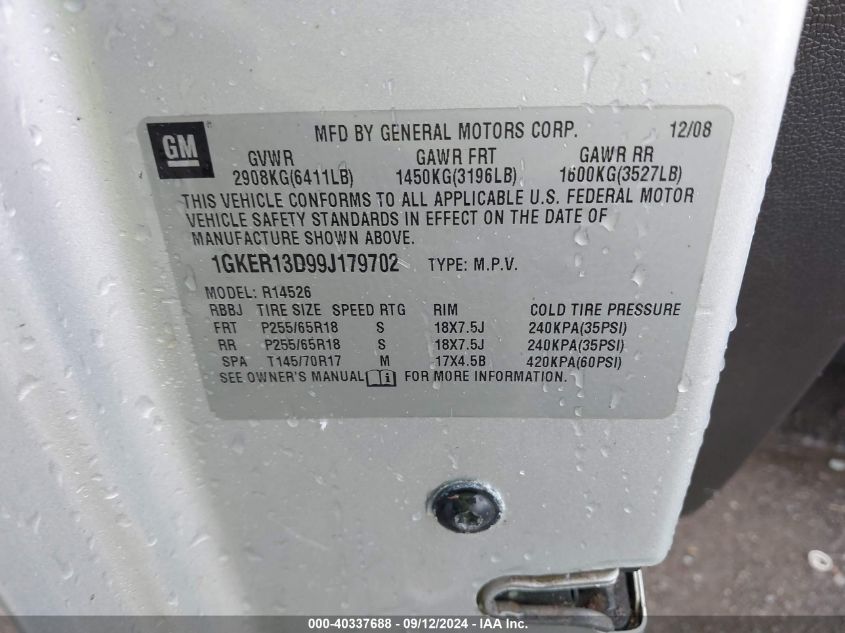 GM
MFD BY GENERAL MOTORS CORP. 12/08
GVWR GAWR FRT GAWR RR
2908KG(6411LB) 1450KG(3196LB) 1600KG(3527LB)
THIS VEHICLE CONFORMS TO ALL APPLICABLE U.S. FEDERAL MOTOR
VEHICLE SAFETY STANDARDS IN EFFECT ON THE DATE OF
MANUFACTURE SHOWN ABOVE.
1GKER13D99J179702 TYPE: M.P.V.
MODEL: R14526
RBBJ TIRE SIZE SPEED RTG RIM COLD TIRE PRESSURE
FRT P255/65R18 S 18X7.5J 240KPA(35PSI)
RR P255/65R18 S 18X7.5J 240KPA(35PSI)
SPA T145/70R17 M 17X4.5B 420KPA(60PSI)
SEE OWNER'S MANUAL FOR MORE INFORMATION.
000-40337688 - 09/12/2024 - IAA Inc.